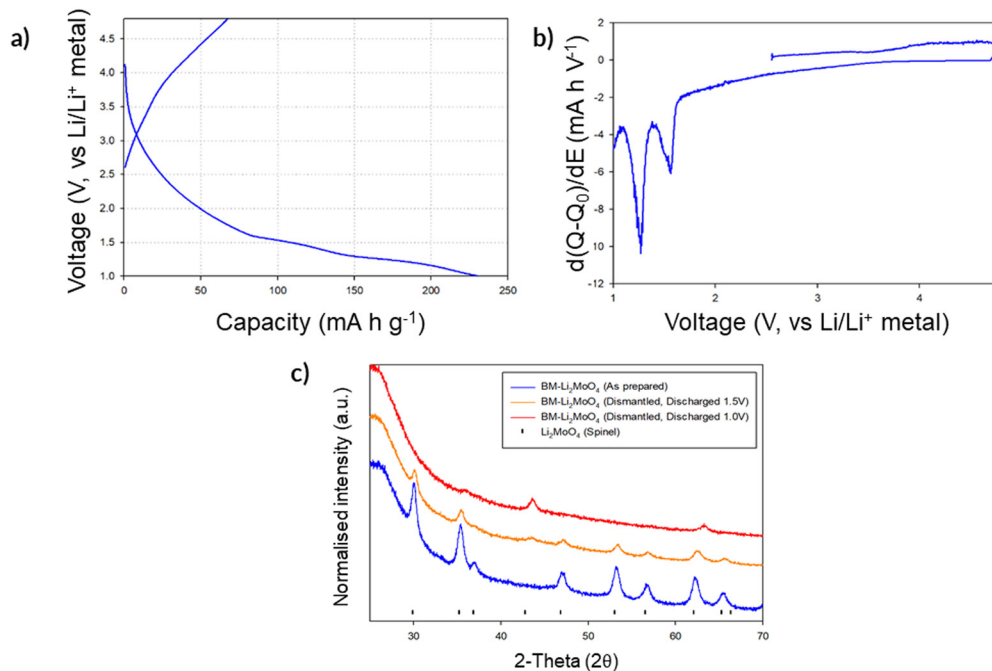 a)
Voltage (V, vs Li/Li⁺ metal)
4.5
4.0
3.5
3.0
2.5
2.0
1.5
1.0
0
50
100
150
200
250
Capacity (mA h g⁻¹)
b)
d(Q-Q₀)/dE (mA h V⁻¹)
2
0
-2
-4
-6
-8
-10
-12
1
2
3
4
Voltage (V, vs Li/Li⁺ metal)
c)
Normalised intensity (a.u.)
BM-Li₂MoO₄ (As prepared)
BM-Li₂MoO₄ (Dismantled, Discharged 1.5V)
BM-Li₂MoO₄ (Dismantled, Discharged 1.0V)
Li₂MoO₄ (Spinel)
30
40
50
60
70
2-Theta (2θ)